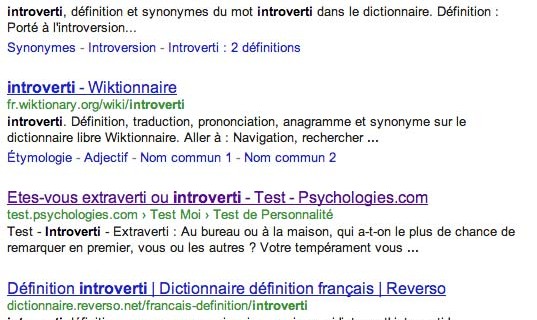 introverti, définition et synonymes du mot introverti dans le dictionnaire. Définition :
Porté à l'introversion...
Synonymes - Introversion - Introverti : 2 définitions
introverti - Wiktionnaire
fr.wiktionary.org/wiki/introverti
introverti. Définition, traduction, prononciation, anagramme et synonyme sur le
dictionnaire libre Wiktionnaire. Aller à : Navigation, rechercher ...
Étymologie - Adjectif - Nom commun 1 - Nom commun 2
Etes-vous extraverti ou introverti - Test - Psychologies.com
test.psychologies.com › Test Moi › Test de Personnalité
Test - Introverti - Extraverti : Au bureau ou à la maison, qui a-t-on le plus de chance de
remarquer en premier, vous ou les autres ? Votre tempérament vous ...
Définition introverti | Dictionnaire définition français | Reverso
dictionnaire.reverso.net/francais-definition/introverti